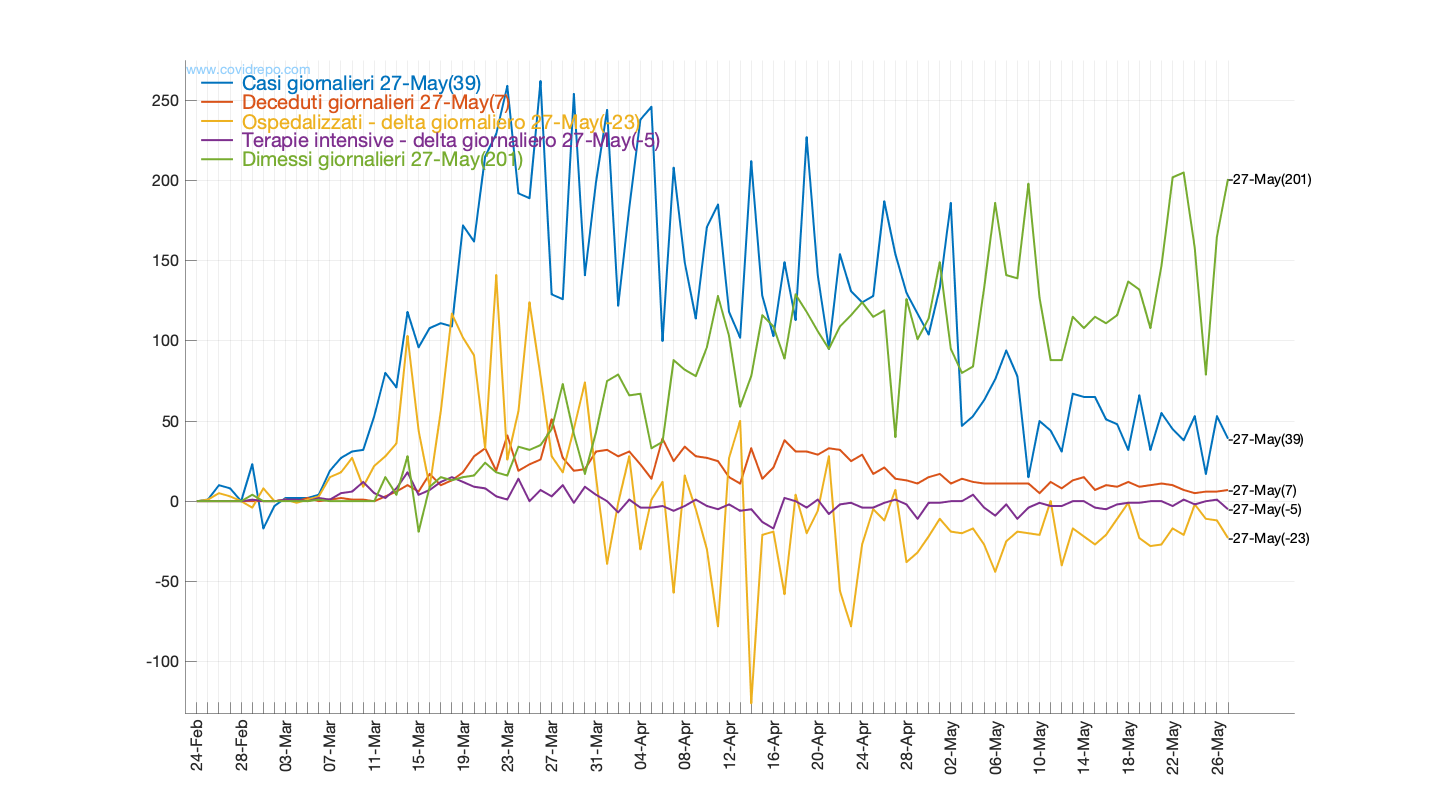 www.covidrepo.com
Casi giornalieri 27-May(39)
Deceduti giornalieri 27-May(7)
Ospedalizzati - delta giornaliero 27-May(-23)
Terapie intensive - delta giornaliero 27-May(-5)
Dimessi giornalieri 27-May(201)
250
200
150
100
50
0
-50
-100
27-May(201)
27-May(39)
27-May(7)
27-May(-5)
27-May(-23)
24-Feb
28-Feb
03-Mar
07-Mar
11-Mar
15-Mar
19-Mar
23-Mar
27-Mar
31-Mar
04-Apr
08-Apr
12-Apr
16-Apr
20-Apr
24-Apr
28-Apr
02-May
06-May
10-May
14-May
18-May
22-May
26-May